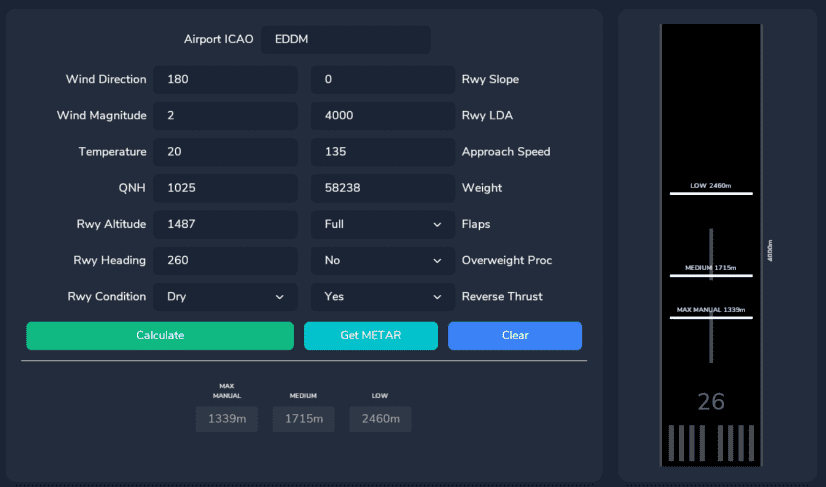 Airport ICAO EDDM
Wind Direction 180 0 Rwy Slope
Wind Magnitude 2 4000 Rwy LDA
Temperature 20 135 Approach Speed
QNH 1025 58238 Weight
Rwy Altitude 1487 Full Flaps
Rwy Heading 260 No Overweight Proc
Rwy Condition Dry Yes Reverse Thrust
Calculate Get METAR Clear
MAX
MANUAL MEDIUM LOW
1339m 1715m 2460m
LOW 2460m
4000m
MEDIUM 1715m
MAX MANUAL 1339m
26